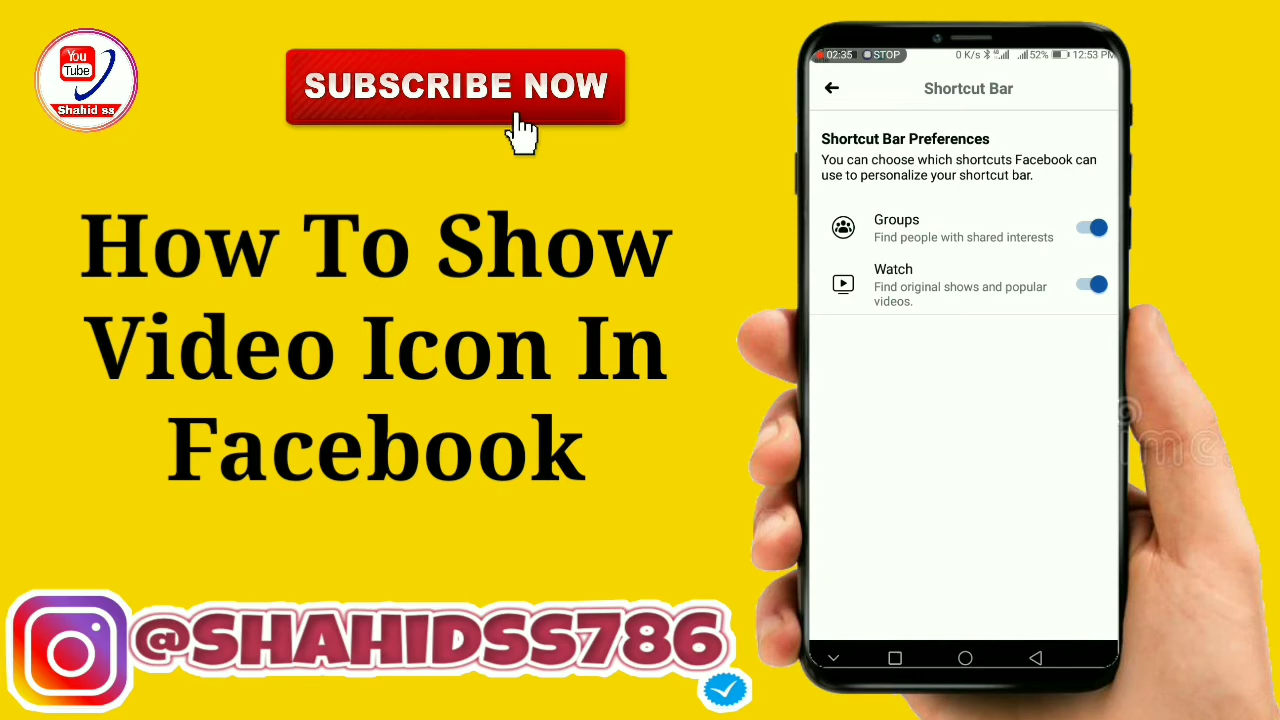 You
Tube
Shahid ss
SUBSCRIBE NOW
How To Show
Video Icon In
Facebook
@SHAHIDSS786
02:35 STOP 0 K/s 52% 12:53 PM
Shortcut Bar
Shortcut Bar Preferences
You can choose which shortcuts Facebook can
use to personalize your shortcut bar.
Groups
Find people with shared interests
Watch
Find original shows and popular
videos.